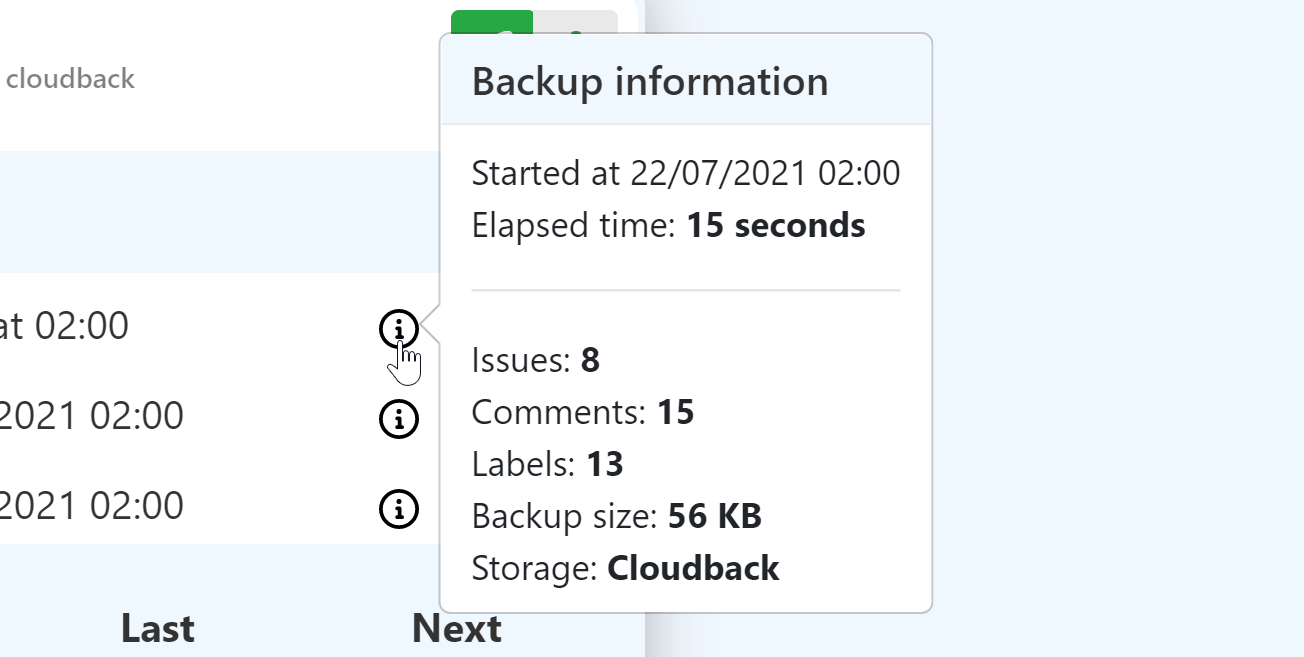 cloudback
Backup information
Started at 22/07/2021 02:00
Elapsed time: 15 seconds
at 02:00
2021 02:00
2021 02:00
Issues: 8
Comments: 15
Labels: 13
Backup size: 56 KB
Storage: Cloudback
Last
Next